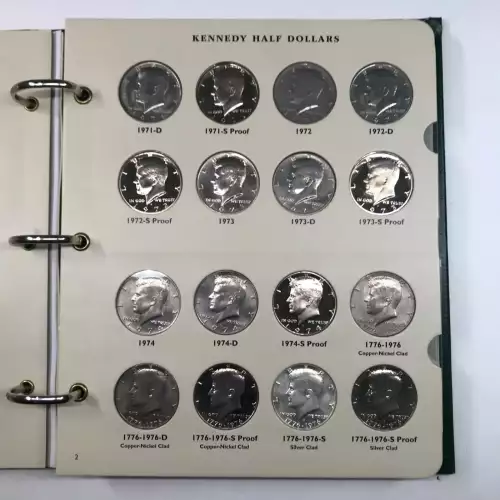 KENNEDY HALF DOLLARS
1971-D 1971-S Proof 1972 1972-D
1972-S Proof 1973 1973-D 1973-S Proof
1974 1974-D 1974-S Proof 1776-1976
Copper-Nickel Clad
1776-1976-D 1776-1976-S Proof 1776-1976-S 1776-1976-S Proof
Copper-Nickel Clad Copper-Nickel Clad Silver Clad Silver Clad
2